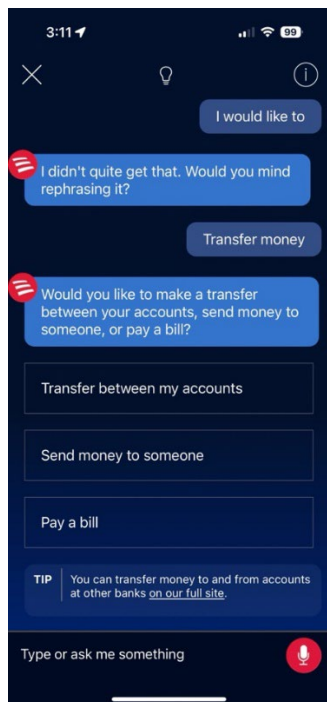 3:11
99
I would like to
I didn't quite get that. Would you mind
rephrasing it?
Transfer money
Would you like to make a transfer
between your accounts, send money to
someone, or pay a bill?
Transfer between my accounts
Send money to someone
Pay a bill
TIP
You can transfer money to and from accounts
at other banks on our full site.
Type or ask me something